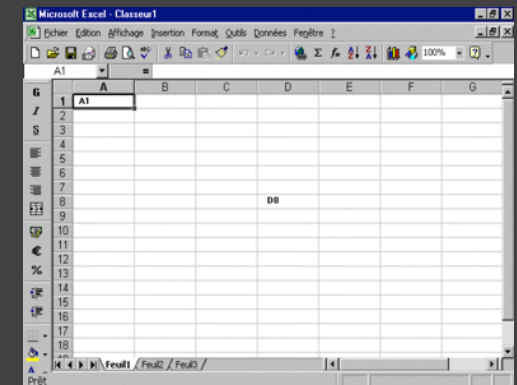 Microsoft Excel - Classeur1
Fichier Edition Affichage Insertion Format Outils Données Fenêtre ?
100%
A1 =
G
I
S
A B C D E F G
1 A1
2
3
4
5
6
7
8 D8
9
10
11
12
13
14
15
16
17
18
Feuil1 Feuil2 Feuil3
Prêt